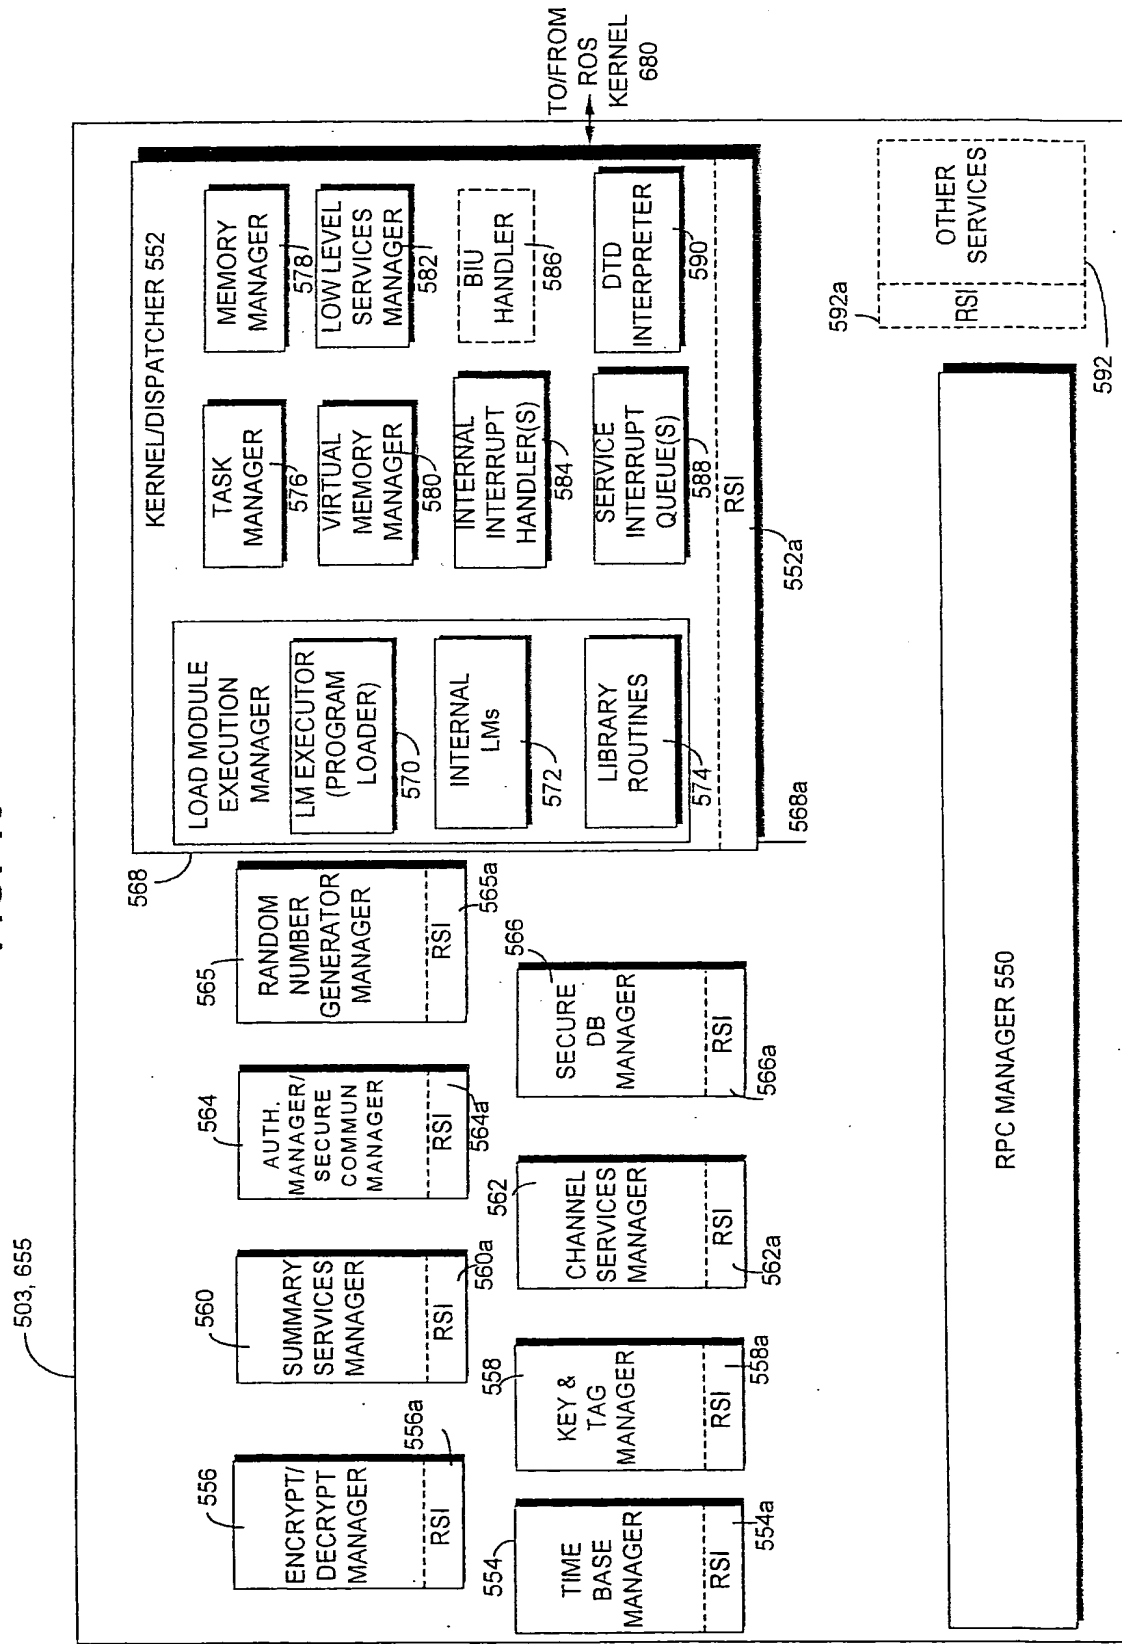 503, 655
KERNEL/DISPATCHER 552
568
LOAD MODULE
EXECUTION
MANAGER
LM EXECUTOR
(PROGRAM
LOADER)
570
INTERNAL
LMs
572
LIBRARY
ROUTINES
574
568a
TASK
MANAGER
576
MEMORY
MANAGER
578
VIRTUAL
MEMORY
MANAGER
580
LOW LEVEL
SERVICES
MANAGER
582
INTERNAL
INTERRUPT
HANDLER(S)
584
BIU
HANDLER
586
SERVICE
INTERRUPT
QUEUE(S)
588
DTD
INTERPRETER
590
RSI
552a
TO/FROM
ROS
KERNEL
680
556
ENCRYPT/
DECRYPT
MANAGER
RSI
556a
560
SUMMARY
SERVICES
MANAGER
RSI
560a
564
AUTH.
MANAGER/
SECURE
COMMUN
MANAGER
RSI
564a
565
RANDOM
NUMBER
GENERATOR
MANAGER
RSI
565a
554
TIME
BASE
MANAGER
RSI
554a
558
KEY &
TAG
MANAGER
RSI
558a
562
CHANNEL
SERVICES
MANAGER
RSI
562a
566
SECURE
DB
MANAGER
RSI
566a
592a
RSI
OTHER
SERVICES
592
RPC MANAGER 550